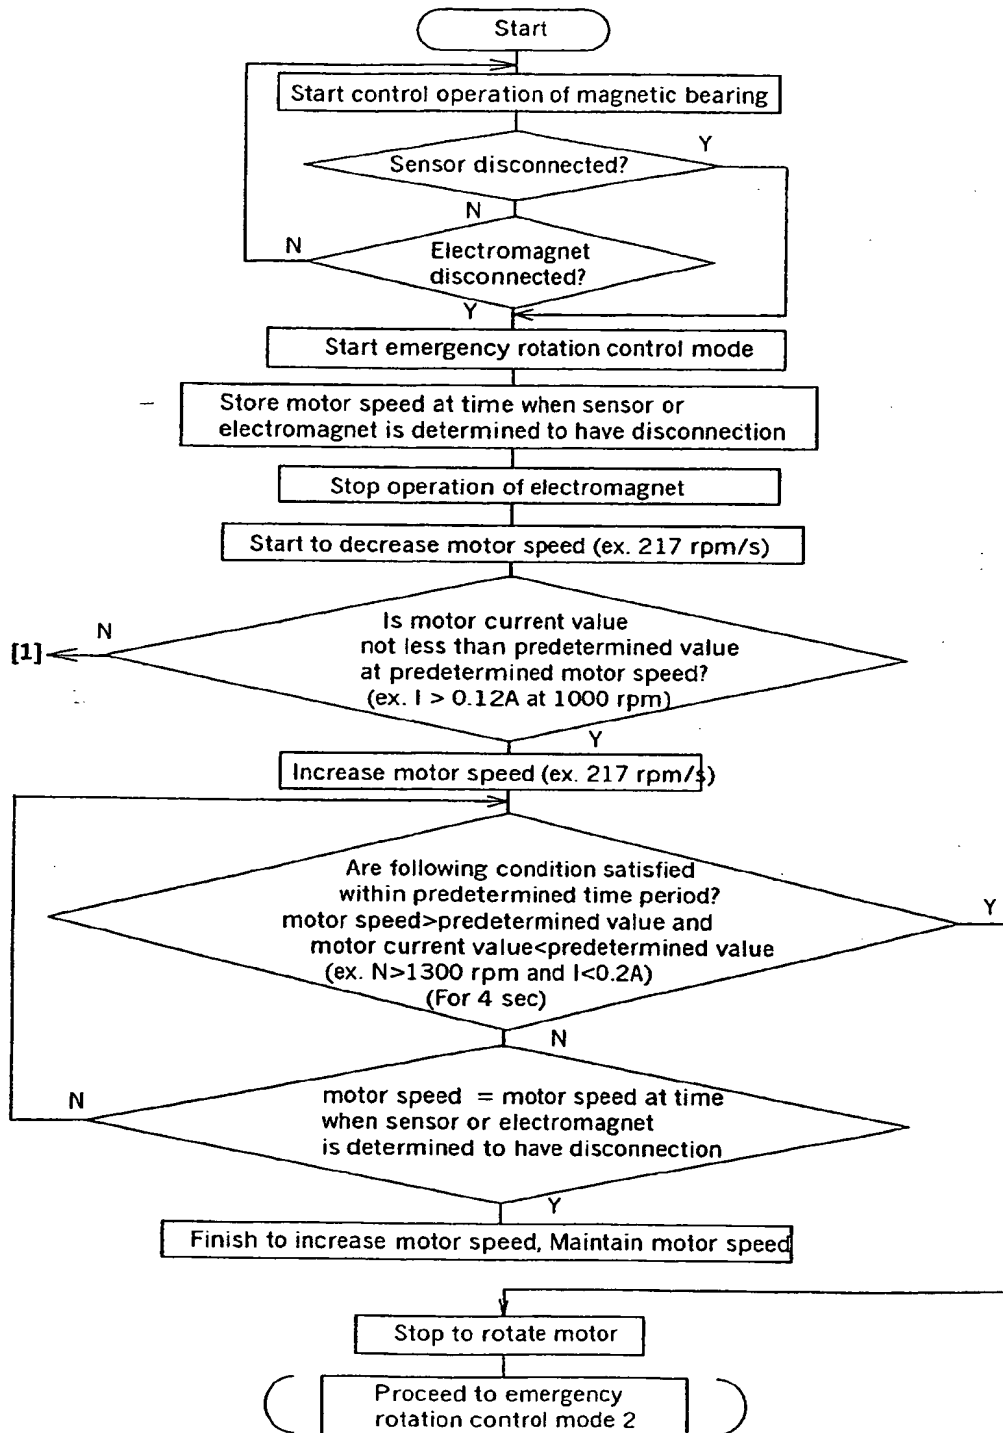 Start
Start control operation of magnetic bearing
Y
Sensor disconnected?
N
N
Electromagnet
disconnected?
Y
Start emergency rotation control mode
Store motor speed at time when sensor or
electromagnet is determined to have disconnection
Stop operation of electromagnet
Start to decrease motor speed (ex. 217 rpm/s)
N
Is motor current value
not less than predetermined value
at predetermined motor speed?
(ex. I > 0.12A at 1000 rpm)
[1]
Y
Increase motor speed (ex. 217 rpm/s)
Are following condition satisfied
within predetermined time period?
motor speed>predetermined value and
motor current value<predetermined value
(ex. N>1300 rpm and I<0.2A)
(For 4 sec)
Y
N
N
motor speed = motor speed at time
when sensor or electromagnet
is determined to have disconnection
Y
Finish to increase motor speed, Maintain motor speed
Stop to rotate motor
Proceed to emergency
rotation control mode 2